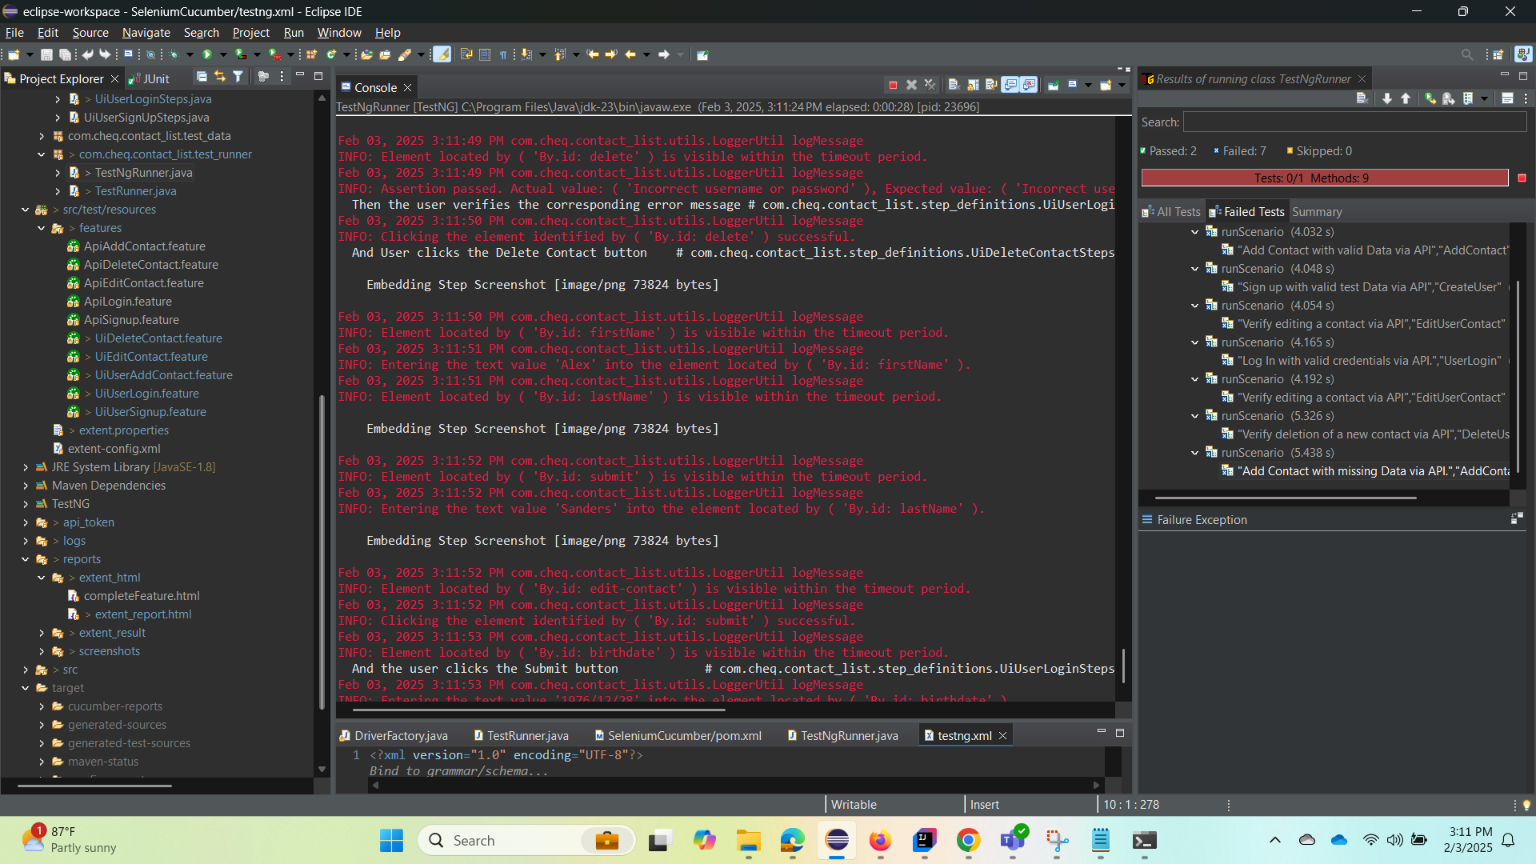 eclipse-workspace - SeleniumCucumber/testng.xml - Eclipse IDE
File Edit Source Navigate Search Project Run Window Help
Project Explorer
JUnit
UiUserLoginSteps.java
UiUserSignUpSteps.java
com.cheq.contact_list.test_data
com.cheq.contact_list.test_runner
TestNgRunner.java
TestRunner.java
src/test/resources
features
ApiAddContact.feature
ApiDeleteContact.feature
ApiEditContact.feature
ApiLogin.feature
ApiSignup.feature
UiDeleteContact.feature
UiEditContact.feature
UiUserAddContact.feature
UiUserLogin.feature
UiUserSignup.feature
extent.properties
extent-config.xml
JRE System Library [JavaSE-1.8]
Maven Dependencies
TestNG
api_token
logs
reports
extent_html
completeFeature.html
extent_report.html
extent_result
screenshots
src
target
cucumber-reports
generated-sources
generated-test-sources
maven-status
Console
TestNgRunner [TestNG] C:\Program Files\Java\jdk-23\bin\javaw.exe (Feb 3, 2025, 3:11:24 PM elapsed: 0:00:28) [pid: 23696]
Feb 03, 2025 3:11:49 PM com.cheq.contact_list.utils.LoggerUtil logMessage
INFO: Element located by ( 'By.id: delete' ) is visible within the timeout period.
Feb 03, 2025 3:11:49 PM com.cheq.contact_list.utils.LoggerUtil logMessage
INFO: Assertion passed. Actual value: ( 'Incorrect username or password' ), Expected value: ( 'Incorrect use
Then the user verifies the corresponding error message # com.cheq.contact_list.step_definitions.UiUserLogi
Feb 03, 2025 3:11:50 PM com.cheq.contact_list.utils.LoggerUtil logMessage
INFO: Clicking the element identified by ( 'By.id: delete' ) successful.
And User clicks the Delete Contact button # com.cheq.contact_list.step_definitions.UiDeleteContactSteps
Embedding Step Screenshot [image/png 73824 bytes]
Feb 03, 2025 3:11:50 PM com.cheq.contact_list.utils.LoggerUtil logMessage
INFO: Element located by ( 'By.id: firstName' ) is visible within the timeout period.
Feb 03, 2025 3:11:51 PM com.cheq.contact_list.utils.LoggerUtil logMessage
INFO: Entering the text value 'Alex' into the element located by ( 'By.id: firstName' ).
Feb 03, 2025 3:11:51 PM com.cheq.contact_list.utils.LoggerUtil logMessage
INFO: Element located by ( 'By.id: lastName' ) is visible within the timeout period.
Embedding Step Screenshot [image/png 73824 bytes]
Feb 03, 2025 3:11:52 PM com.cheq.contact_list.utils.LoggerUtil logMessage
INFO: Element located by ( 'By.id: submit' ) is visible within the timeout period.
Feb 03, 2025 3:11:52 PM com.cheq.contact_list.utils.LoggerUtil logMessage
INFO: Entering the text value 'Sanders' into the element located by ( 'By.id: lastName' ).
Embedding Step Screenshot [image/png 73824 bytes]
Feb 03, 2025 3:11:52 PM com.cheq.contact_list.utils.LoggerUtil logMessage
INFO: Element located by ( 'By.id: edit-contact' ) is visible within the timeout period.
Feb 03, 2025 3:11:52 PM com.cheq.contact_list.utils.LoggerUtil logMessage
INFO: Clicking the element identified by ( 'By.id: submit' ) successful.
Feb 03, 2025 3:11:53 PM com.cheq.contact_list.utils.LoggerUtil logMessage
INFO: Element located by ( 'By.id: birthdate' ) is visible within the timeout period.
And the user clicks the Submit button # com.cheq.contact_list.step_definitions.UiUserLoginSteps
Feb 03, 2025 3:11:53 PM com.cheq.contact_list.utils.LoggerUtil logMessage
INFO: Entering the text value '1976/12/28' into the element located by ( 'By.id: birthdate' )
DriverFactory.java TestRunner.java SeleniumCucumber/pom.xml TestNgRunner.java testng.xml
1 <?xml version="1.0" encoding="UTF-8"?>
Bind to grammar/schema...
Results of running class TestNgRunner
Search:
Passed: 2 Failed: 7 Skipped: 0
Tests: 0/1 Methods: 9
All Tests Failed Tests Summary
runScenario (4.032 s)
"Add Contact with valid Data via API","AddContact"
runScenario (4.048 s)
"Sign up with valid test Data via API","CreateUser"
runScenario (4.054 s)
"Verify editing a contact via API","EditUserContact"
runScenario (4.165 s)
"Log In with valid credentials via API.","UserLogin"
runScenario (4.192 s)
"Verify editing a contact via API","EditUserContact"
runScenario (5.326 s)
"Verify deletion of a new contact via API","DeleteUs
runScenario (5.438 s)
"Add Contact with missing Data via API.","AddConta
Failure Exception
Writable Insert 10 : 1 : 278
1
87°F
Partly sunny
Search
3:11 PM
2/3/2025